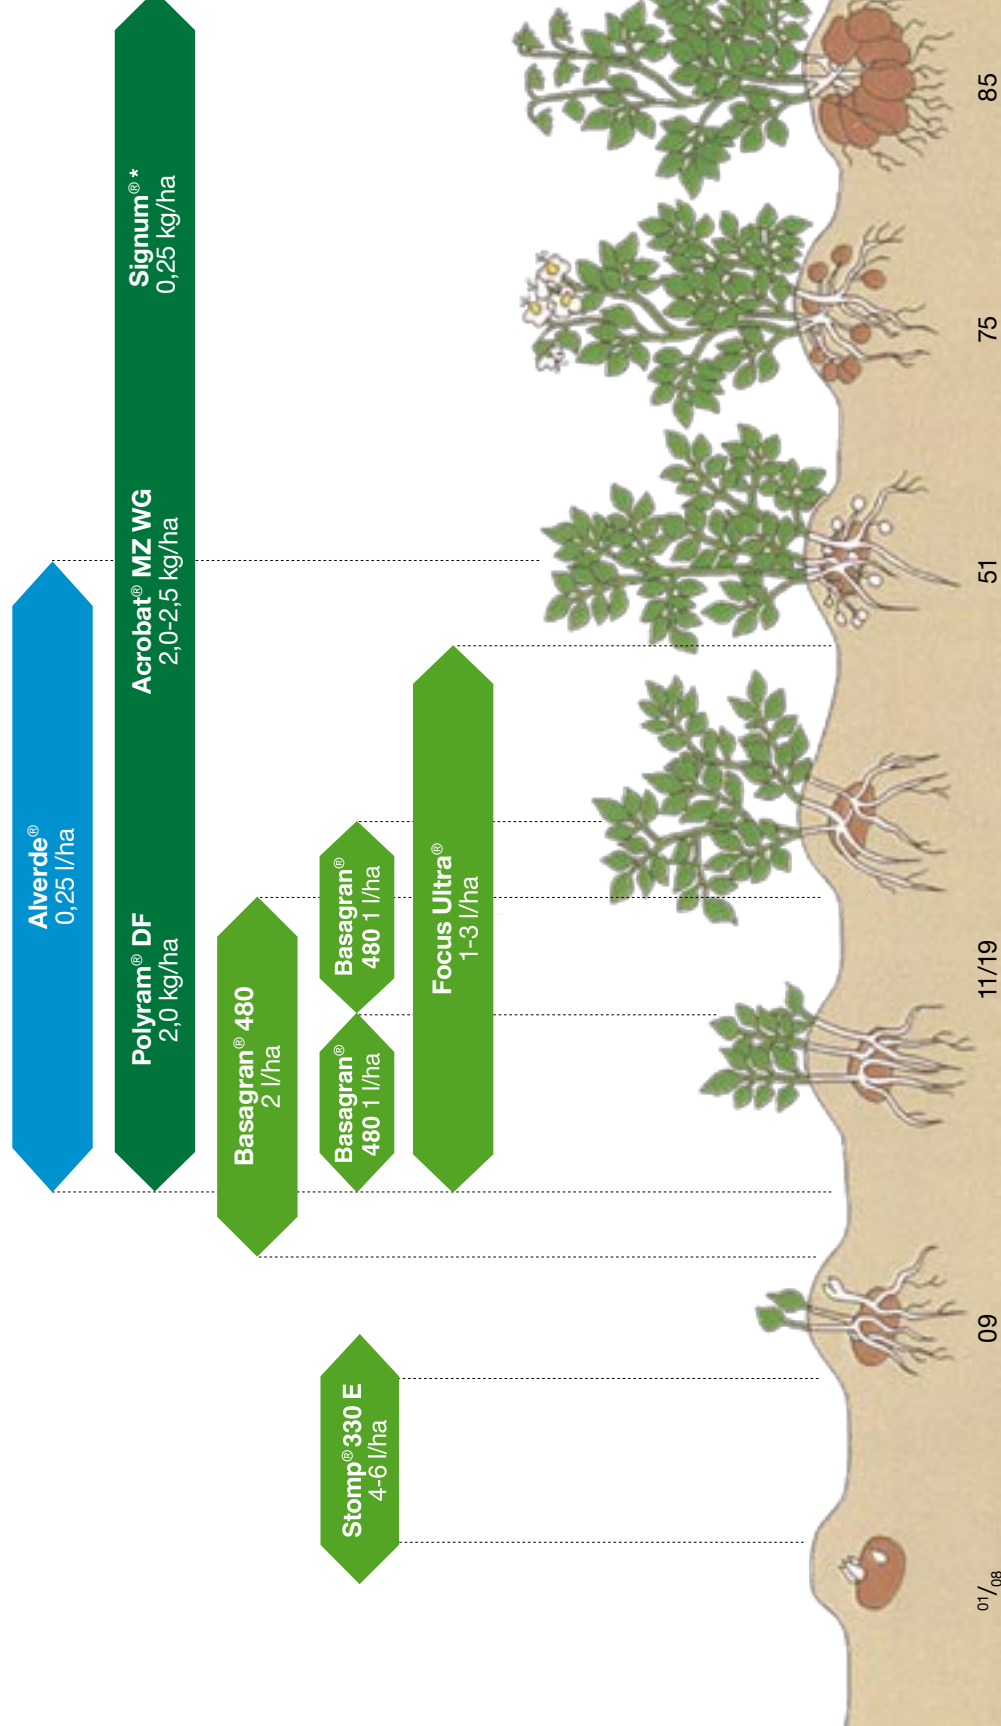 Alverde®
0,25 l/ha
Polyram® DF
2,0 kg/ha
Acrobat® MZ WG
2,0-2,5 kg/ha
Signum®*
0,25 kg/ha
Basagran® 480
2 l/ha
Basagran®
480 1 l/ha
Basagran®
480 1 l/ha
Focus Ultra®
1-3 l/ha
Stomp® 330 E
4-6 l/ha
01/08
09
11/19
51
75
85